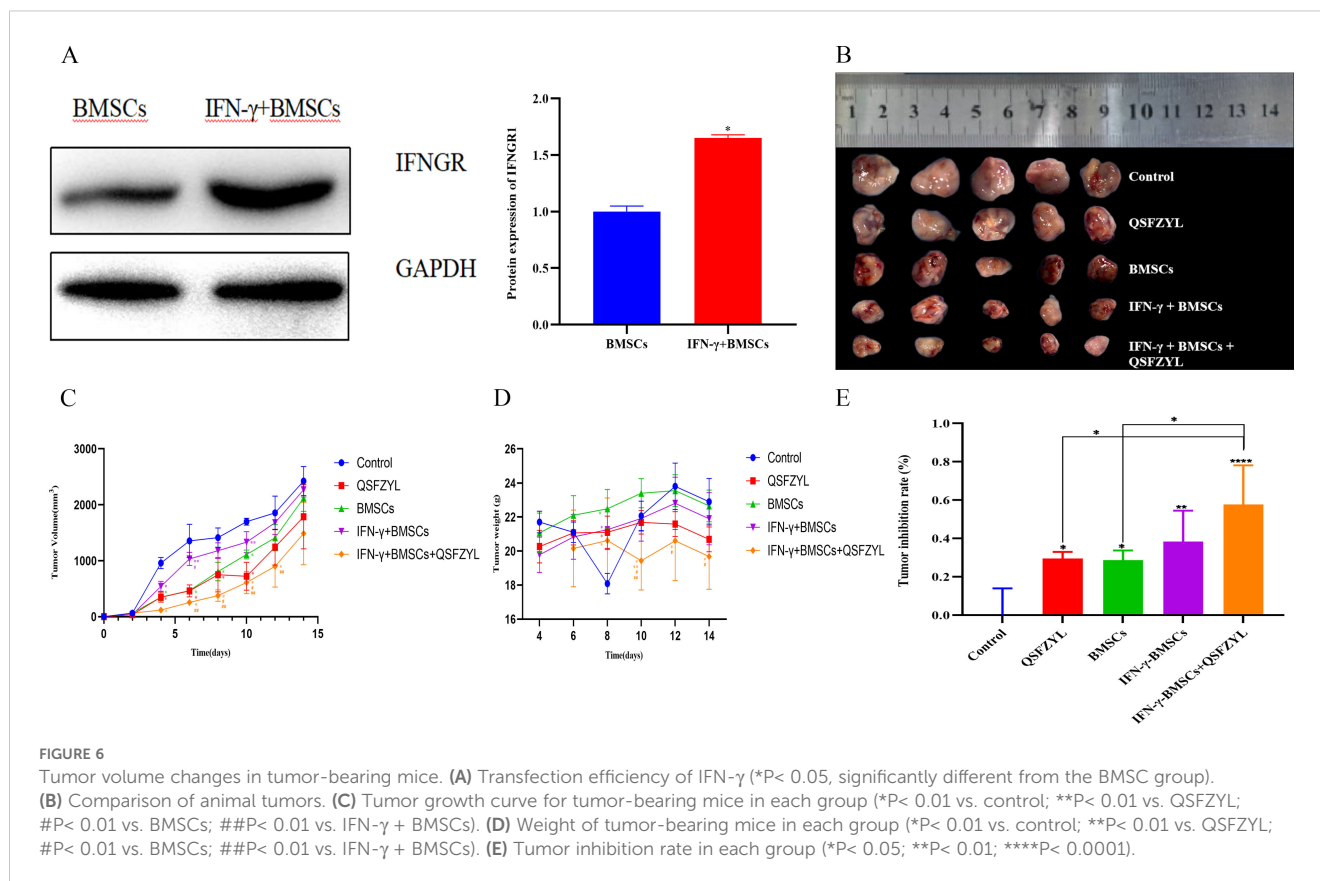 A
BMSCs IFN-γ+BMSCs
IFNGR
GAPDH
Protein expression of IFNGR1
2.0
1.5
1.0
0.5
0.0
*
BMSCs IFN-γ+BMSCs
B
mm 1 2 3 4 5 6 7 8 9 10 11 12 13 14
Control
QSFZYL
BMSCs
IFN-γ + BMSCs
IFN-γ + BMSCs +
QSFZYL
C
Tumor Volume(mm³)
3000
2000
1000
0
0 5 10 15
Time(days)
Control
QSFZYL
BMSCs
IFN-γ+BMSCs
IFN-γ+BMSCs+QSFZYL
D
Tumor weight (g)
26
24
22
20
18
16
4 6 8 10 12 14
Time(days)
Control
QSFZYL
BMSCs
IFN-γ+BMSCs
IFN-γ+BMSCs+QSFZYL
E
Tumor inhibition rate (%)
1.0
0.8
0.6
0.4
0.2
0.0
* *
* * ** ****
Control
QSFZYL
BMSCs
IFN-γ-BMSCs
IFN-γ-BMSCs+QSFZYL
FIGURE 6
Tumor volume changes in tumor-bearing mice. (A) Transfection efficiency of IFN-γ (*P< 0.05, significantly different from the BMSC group).
(B) Comparison of animal tumors. (C) Tumor growth curve for tumor-bearing mice in each group (*P< 0.01 vs. control; **P< 0.01 vs. QSFZYL;
#P< 0.01 vs. BMSCs; ##P< 0.01 vs. IFN-γ + BMSCs). (D) Weight of tumor-bearing mice in each group (*P< 0.01 vs. control; **P< 0.01 vs. QSFZYL;
#P< 0.01 vs. BMSCs; ##P< 0.01 vs. IFN-γ + BMSCs). (E) Tumor inhibition rate in each group (*P< 0.05; **P< 0.01; ****P< 0.0001).